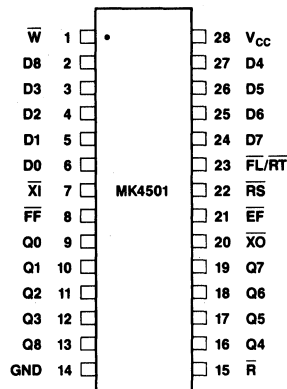 W̅ 1 28 VCC
D8 2 27 D4
D3 3 26 D5
D2 4 25 D6
D1 5 24 D7
D0 6 23 F̅L̅/R̅T̅
X̅I̅ 7 MK4501 22 R̅S̅
F̅F̅ 8 21 E̅F̅
Q0 9 20 X̅O̅
Q1 10 19 Q7
Q2 11 18 Q6
Q3 12 17 Q5
Q8 13 16 Q4
GND 14 15 R̅